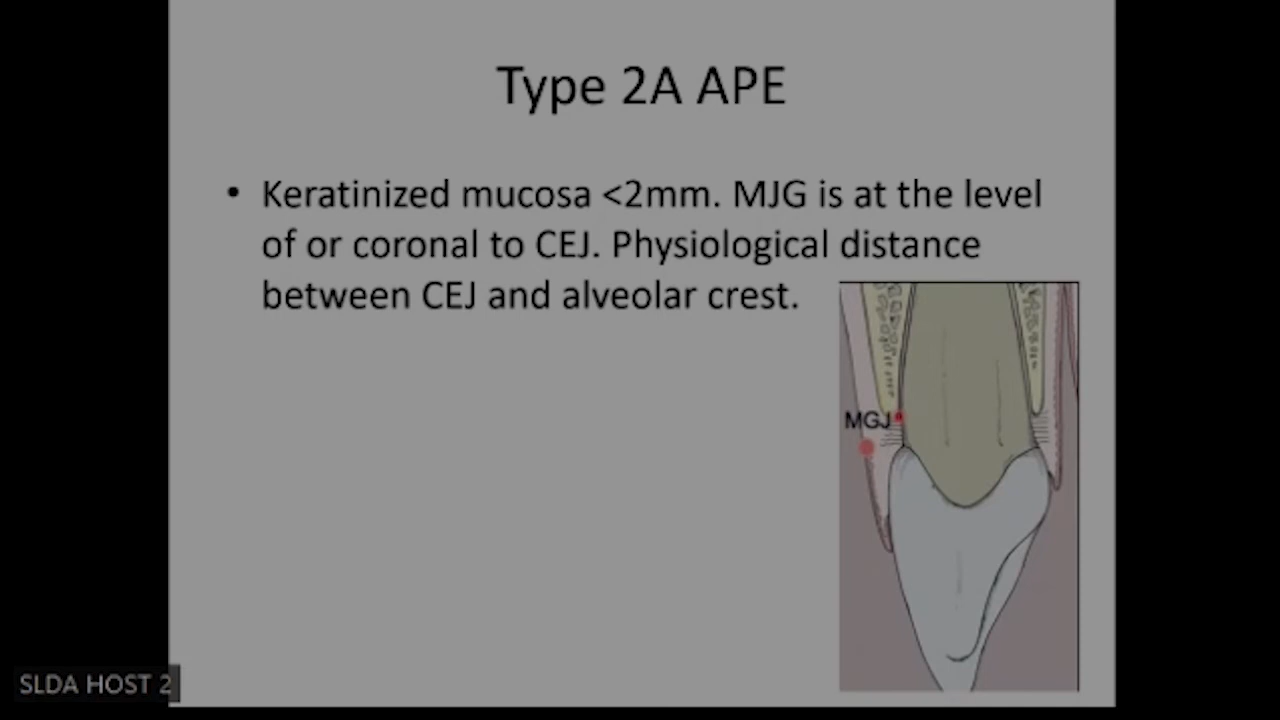 Type 2A APE
• Keratinized mucosa <2mm. MJG is at the level
of or coronal to CEJ. Physiological distance
between CEJ and alveolar crest.
MGJ
SLDA HOST 2